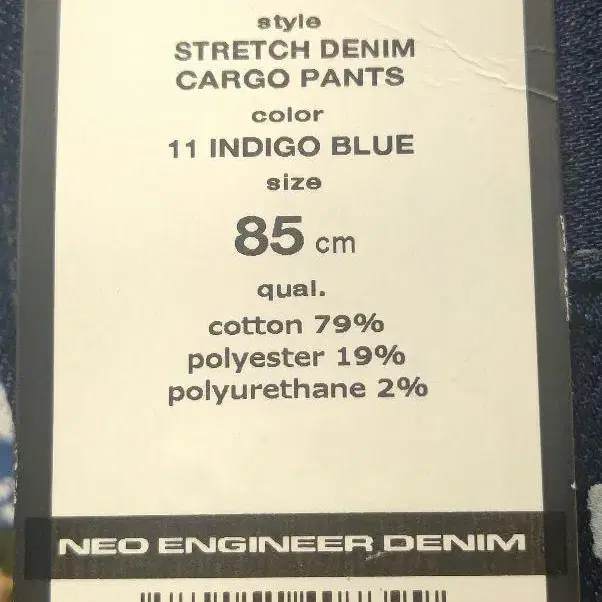 style
STRETCH DENIM
CARGO PANTS
color
11 INDIGO BLUE
size
85 cm
qual.
cotton 79%
polyester 19%
polyurethane 2%
NEO ENGINEER DENIM